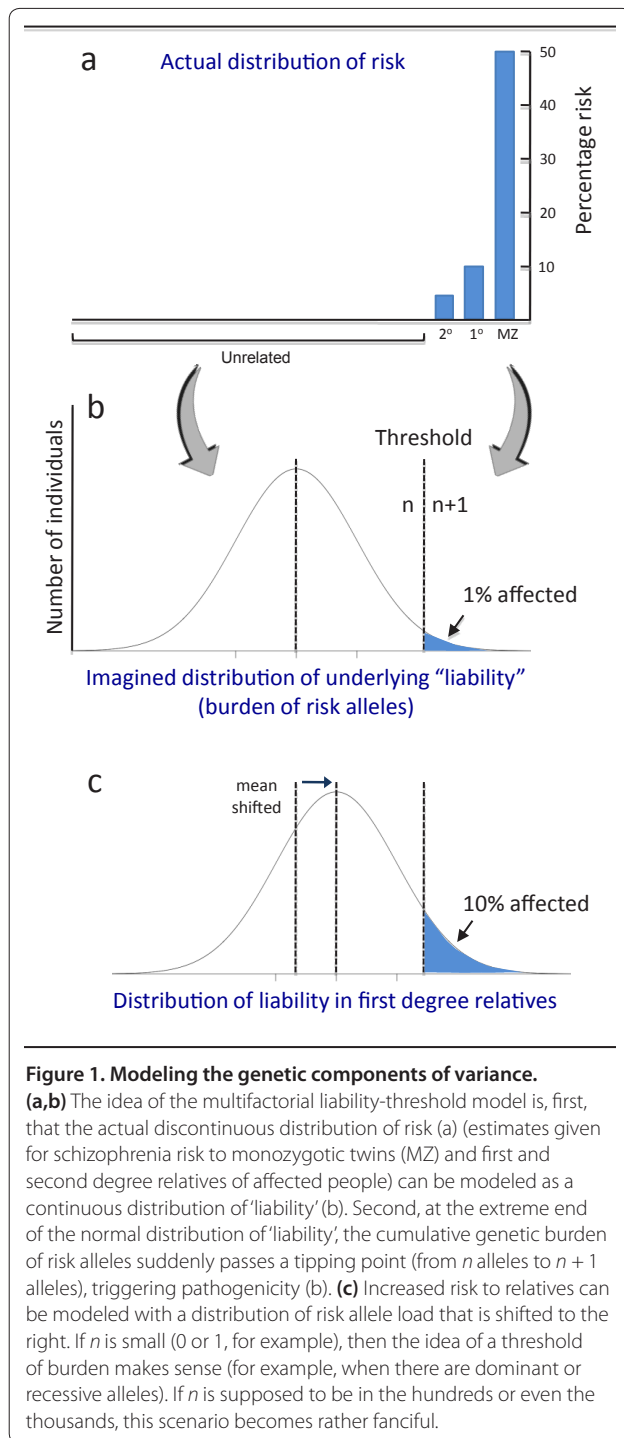 a
Actual distribution of risk
50
40
30
20
10
Percentage risk
2º 1º MZ
Unrelated
b
Number of individuals
Threshold
n n+1
1% affected
Imagined distribution of underlying “liability”
(burden of risk alleles)
c
mean
shifted
10% affected
Distribution of liability in first degree relatives
Figure 1. Modeling the genetic components of variance.
(a,b) The idea of the multifactorial liability-threshold model is, first,
that the actual discontinuous distribution of risk (a) (estimates given
for schizophrenia risk to monozygotic twins (MZ) and first and
second degree relatives of affected people) can be modeled as a
continuous distribution of ‘liability’ (b). Second, at the extreme end
of the normal distribution of ‘liability’, the cumulative genetic burden
of risk alleles suddenly passes a tipping point (from n alleles to n + 1
alleles), triggering pathogenicity (b). (c) Increased risk to relatives can
be modeled with a distribution of risk allele load that is shifted to the
right. If n is small (0 or 1, for example), then the idea of a threshold
of burden makes sense (for example, when there are dominant or
recessive alleles). If n is supposed to be in the hundreds or even the
thousands, this scenario becomes rather fanciful.